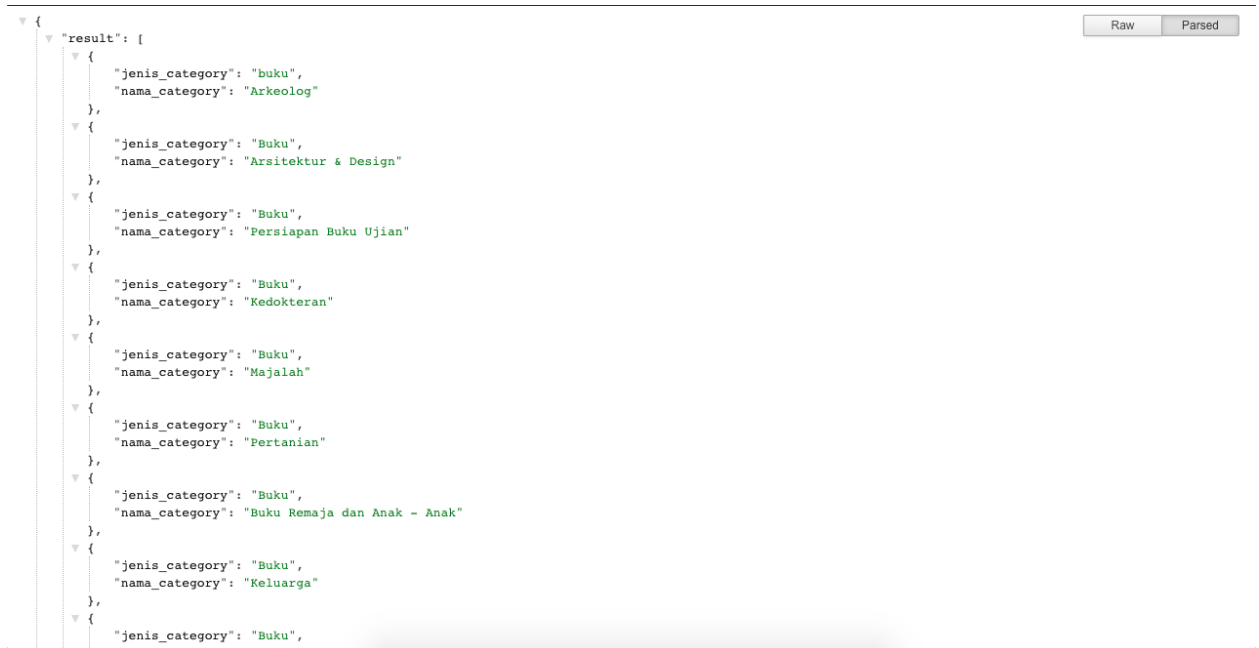 {
Raw Parsed
"result": [
{
"jenis_category": "buku",
"nama_category": "Arkeolog"
},
{
"jenis_category": "Buku",
"nama_category": "Arsitektur & Design"
},
{
"jenis_category": "Buku",
"nama_category": "Persiapan Buku Ujian"
},
{
"jenis_category": "Buku",
"nama_category": "Kedokteran"
},
{
"jenis_category": "Buku",
"nama_category": "Majalah"
},
{
"jenis_category": "Buku",
"nama_category": "Pertanian"
},
{
"jenis_category": "Buku",
"nama_category": "Buku Remaja dan Anak - Anak"
},
{
"jenis_category": "Buku",
"nama_category": "Keluarga"
},
{
"jenis_category": "Buku",